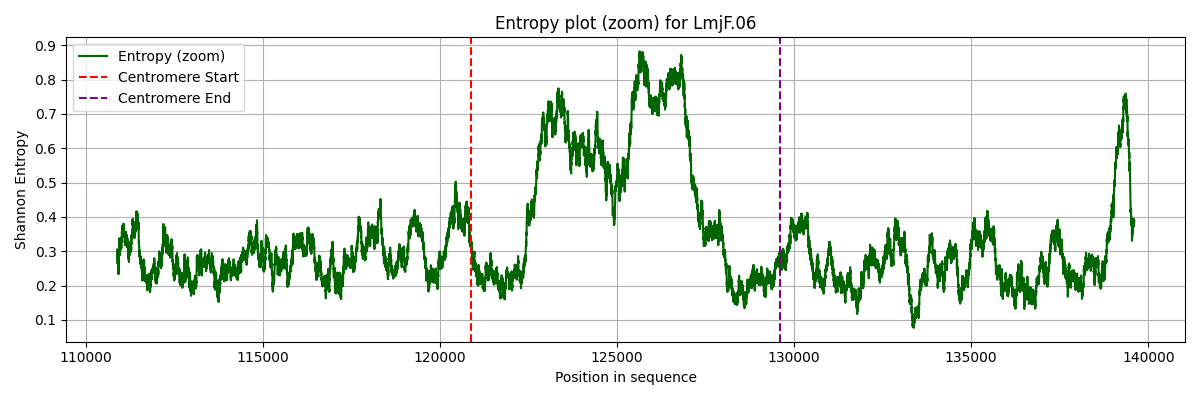 Entropy plot (zoom) for LmjF.06
Entropy (zoom)
Centromere Start
Centromere End
Shannon Entropy
0.9
0.8
0.7
0.6
0.5
0.4
0.3
0.2
0.1
110000 115000 120000 125000 130000 135000 140000
Position in sequence